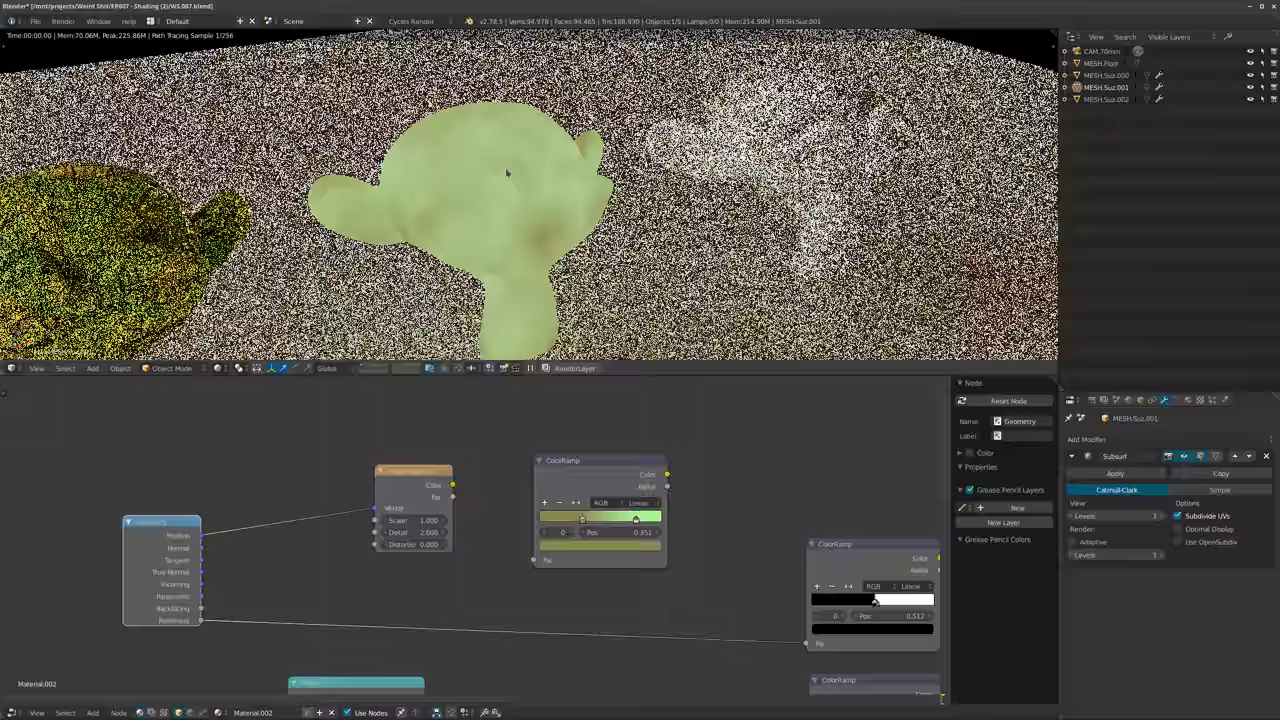 Blender* [/mnt/projects/Weird Shit/EP007 - Shading (2)/WS.007.blend]
File Render Window Help Default Scene Cycles Render v2.78.5 | Verts:94,978 | Faces:94,465 | Tris:188,930 | Objects:1/5 | Lamps:0/0 | Mem:214.50M | MESH.Suz.001
Time:00:00.00 | Mem:70.06M, Peak:225.86M | Path Tracing Sample 1/256
View Search Visible Layers
CAM.70mm
MESH.Floor
MESH.Suz.000
MESH.Suz.001
MESH.Suz.002
View Select Add Object Object Mode Global RenderLayer
Node
Reset Node
Name: Geometry
Label:
Color
Properties
Grease Pencil Layers
New
New Layer
Grease Pencil Colors
MESH.Suz.001
Add Modifier
Subsurf
Apply Copy
Catmull-Clark Simple
View: Options
Levels: 3 Subdivide UVs
Render: Optimal Display
Adaptive Use OpenSubdiv
Levels: 3
Position
Normal
Tangent
True Normal
Incoming
Parametric
Backfacing
Pointiness
Color
Fac
Vector
Scale: 1.000
Detail: 2.000
Distortio: 0.000
ColorRamp
Color
Alpha
RGB Linear
0 Pos: 0.351
Fac
ColorRamp
Color
Alpha
RGB Linear
0 Pos: 0.512
Fac
ColorRamp
Material.002
View Select Add Node Material.002 Use Nodes